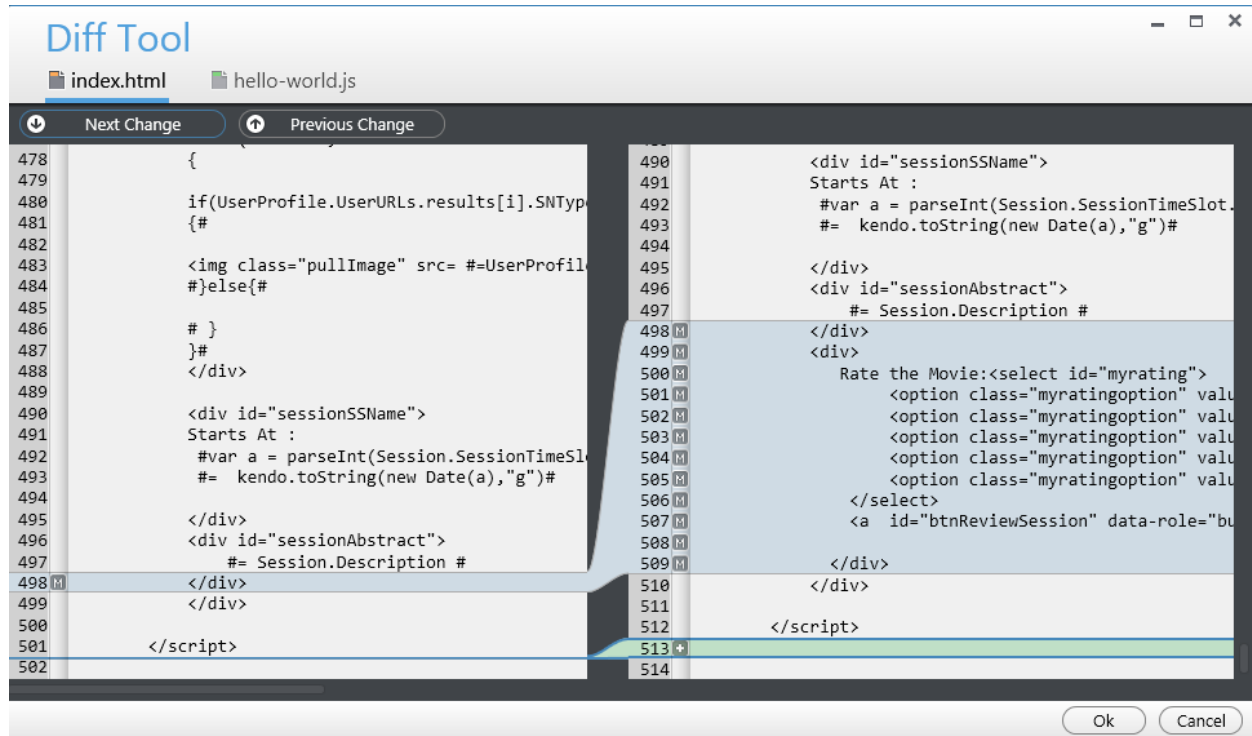 Diff Tool
index.html hello-world.js
Next Change Previous Change
478 {
479
480 if(UserProfile.UserURLs.results[i].SNTyp
481 {#
482
483 <img class="pullImage" src= #=UserProfil
484 #}else{#
485
486 # }
487 }#
488 </div>
489
490 <div id="sessionSSName">
491 Starts At :
492 #var a = parseInt(Session.SessionTimeSl
493 #= kendo.toString(new Date(a),"g")#
494
495 </div>
496 <div id="sessionAbstract">
497 #= Session.Description #
498 M </div>
499 </div>
500
501 </script>
502
490 <div id="sessionSSName">
491 Starts At :
492 #var a = parseInt(Session.SessionTimeSlot.
493 #= kendo.toString(new Date(a),"g")#
494
495 </div>
496 <div id="sessionAbstract">
497 #= Session.Description #
498 M </div>
499 M <div>
500 M Rate the Movie:<select id="myrating">
501 M <option class="myratingoption" valu
502 M <option class="myratingoption" valu
503 M <option class="myratingoption" valu
504 M <option class="myratingoption" valu
505 M <option class="myratingoption" valu
506 M </select>
507 M <a id="btnReviewSession" data-role="bu
508 M
509 M </div>
510 </div>
511
512 </script>
513 +
514
Ok Cancel